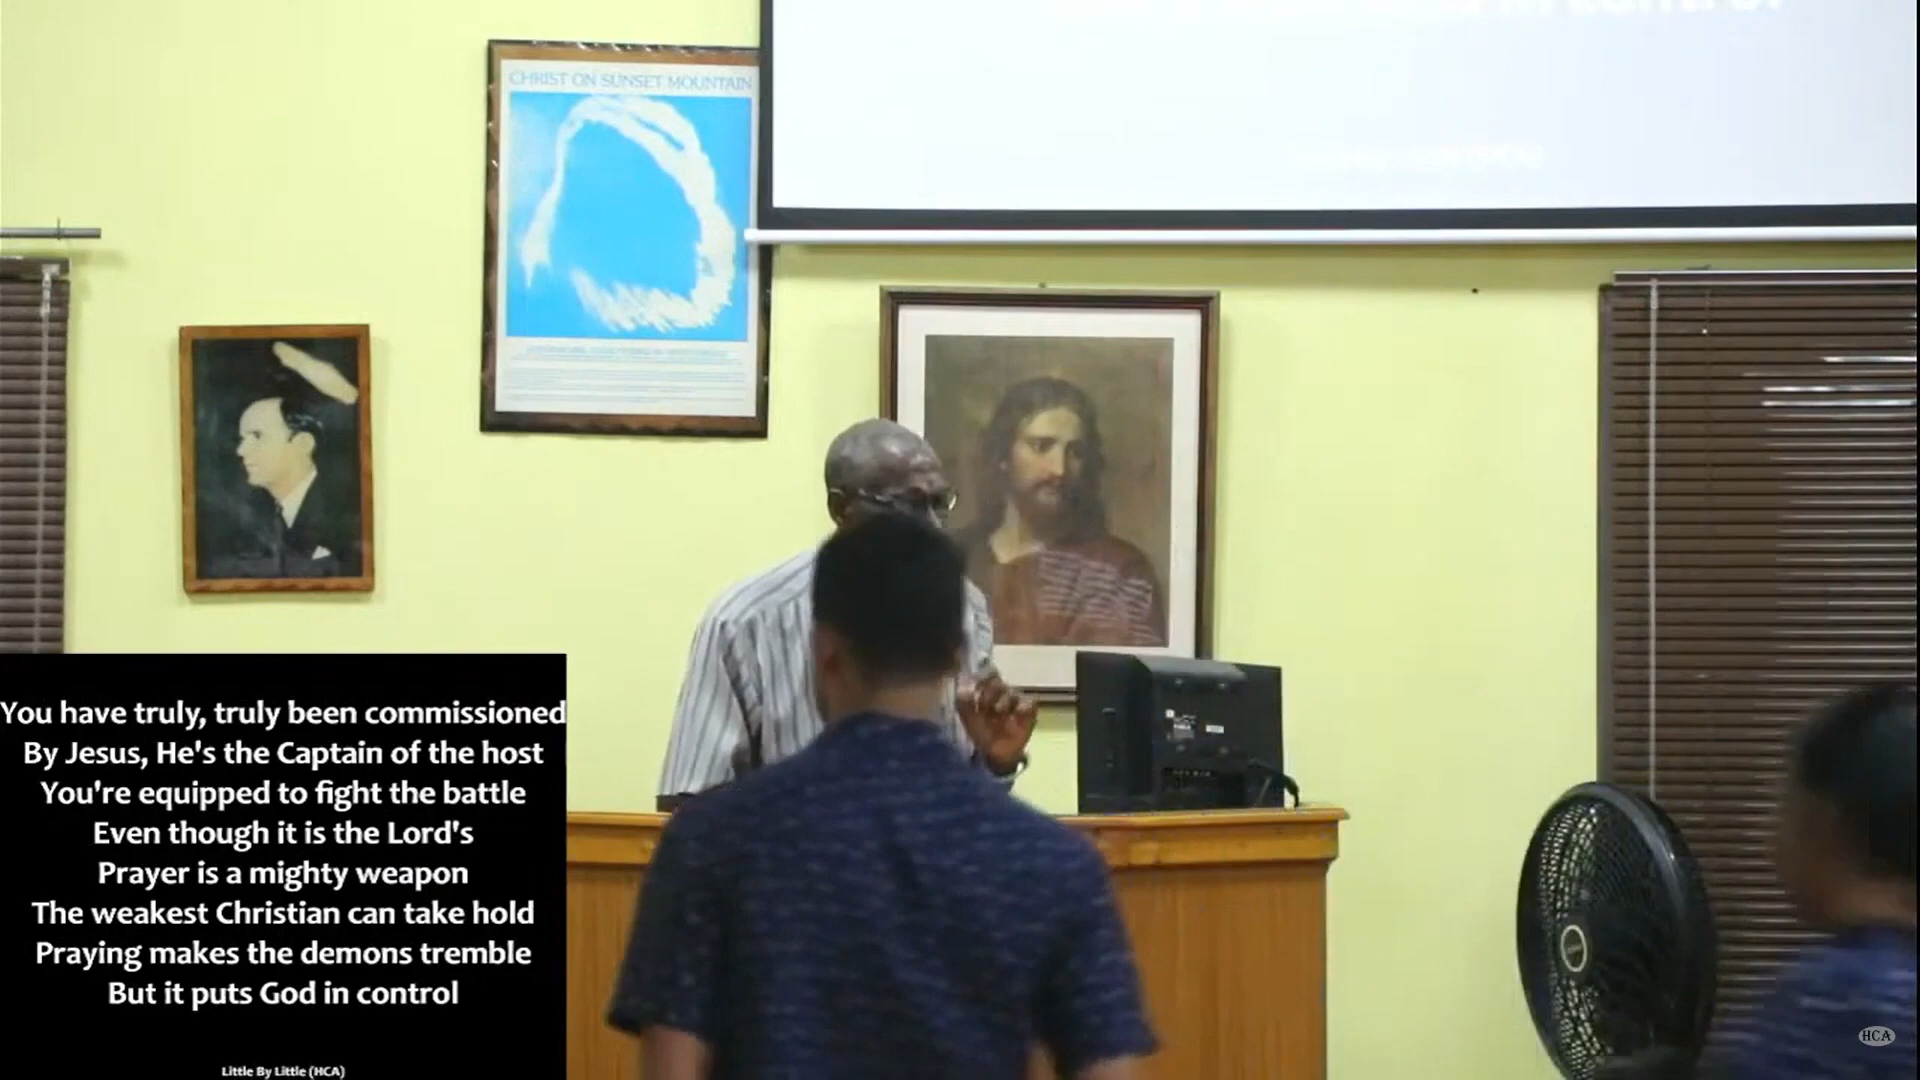 CHRIST ON SUNSET MOUNTAIN
You have truly, truly been commissioned
By Jesus, He's the Captain of the host
You're equipped to fight the battle
Even though it is the Lord's
Prayer is a mighty weapon
The weakest Christian can take hold
Praying makes the demons tremble
But it puts God in control
Little By Little (HCA)
HCA